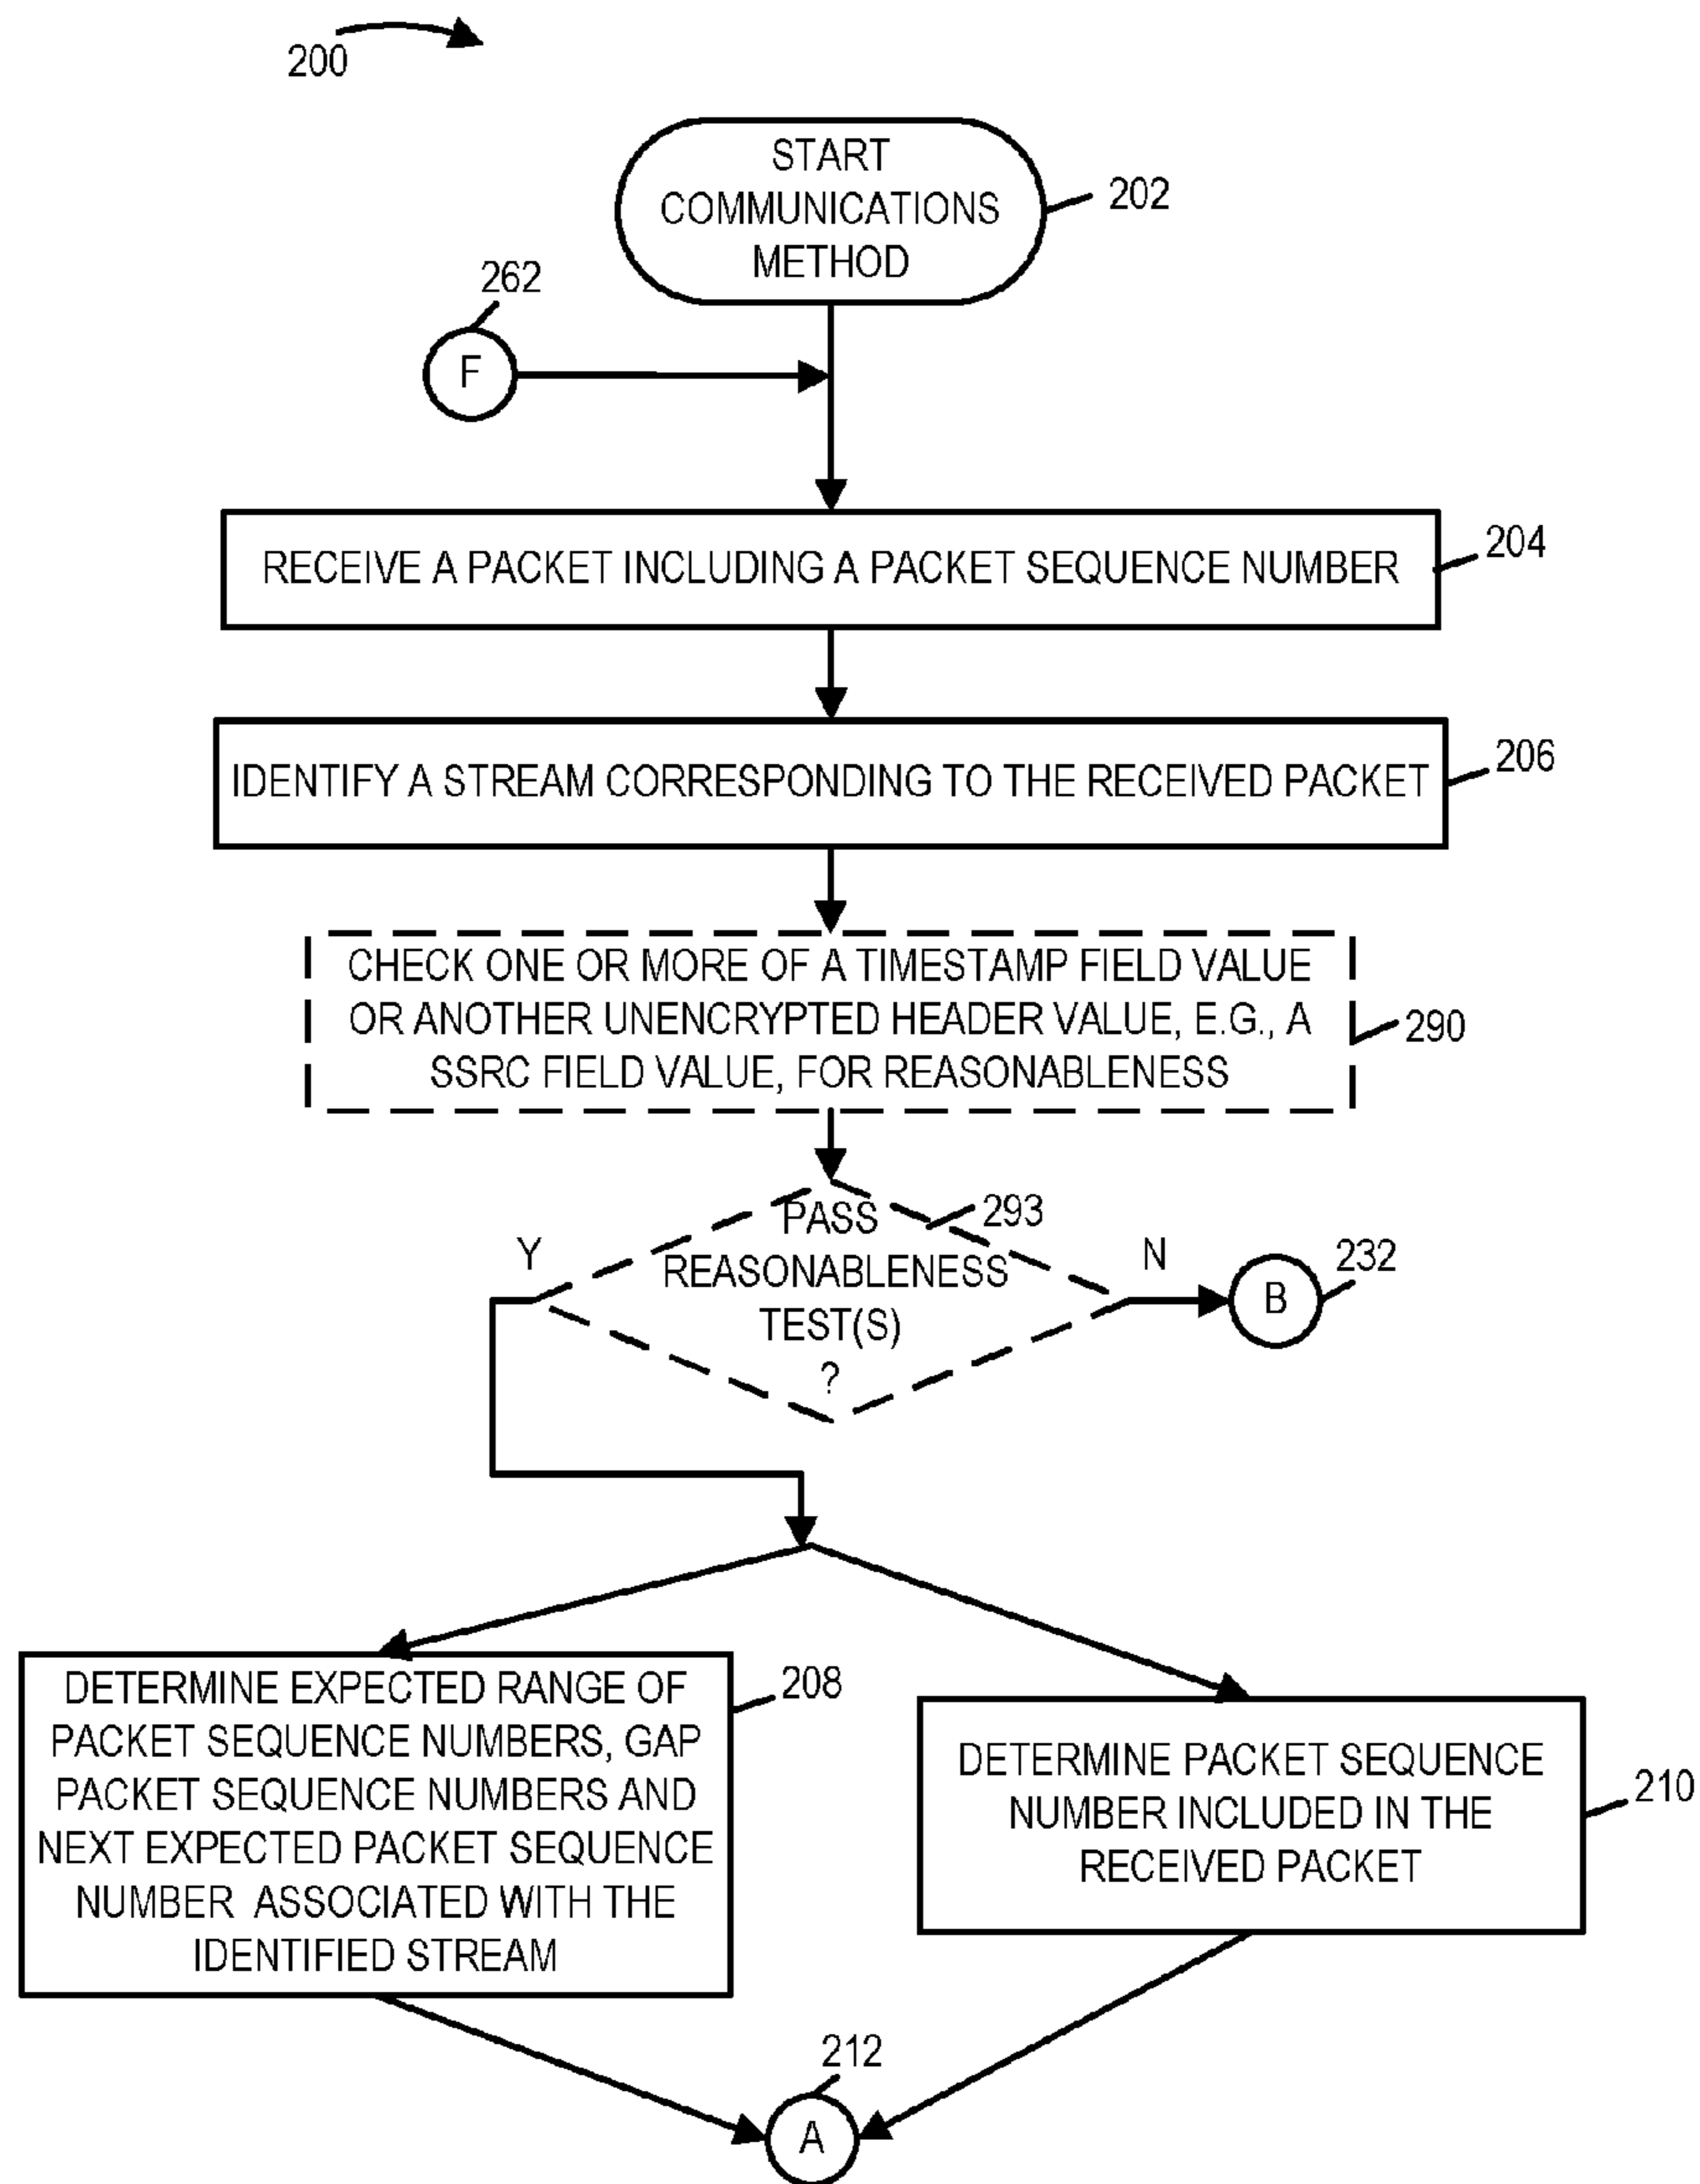 200
START
COMMUNICATIONS
METHOD
202
262
F
RECEIVE A PACKET INCLUDING A PACKET SEQUENCE NUMBER
204
IDENTIFY A STREAM CORRESPONDING TO THE RECEIVED PACKET
206
CHECK ONE OR MORE OF A TIMESTAMP FIELD VALUE
OR ANOTHER UNENCRYPTED HEADER VALUE, E.G., A
SSRC FIELD VALUE, FOR REASONABLENESS
290
PASS
REASONABLENESS
TEST(S)
?
293
Y
N
B
232
DETERMINE EXPECTED RANGE OF
PACKET SEQUENCE NUMBERS, GAP
PACKET SEQUENCE NUMBERS AND
NEXT EXPECTED PACKET SEQUENCE
NUMBER ASSOCIATED WITH THE
IDENTIFIED STREAM
208
DETERMINE PACKET SEQUENCE
NUMBER INCLUDED IN THE
RECEIVED PACKET
210
212
A